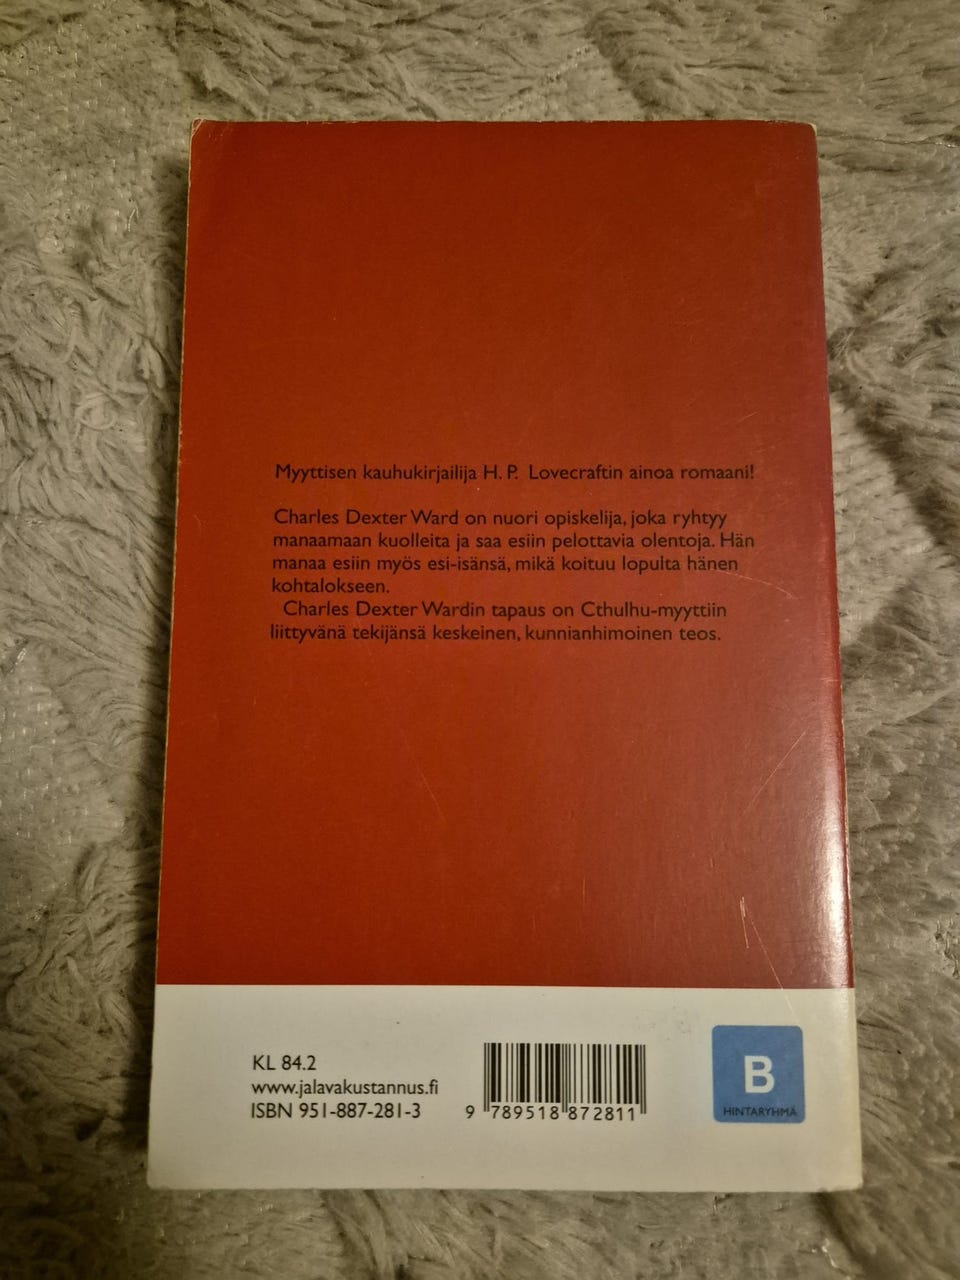 Myyttisen kauhukirjailija H. P. Lovecraftin ainoa romaani!
Charles Dexter Ward on nuori opiskelija, joka ryhtyy
manaamaan kuolleita ja saa esiin pelottavia olentoja. Hän
manaa esiin myös esi-isänsä, mikä koituu lopulta hänen
kohtalokseen.
Charles Dexter Wardin tapaus on Cthulhu-myyttiin
liittyvänä tekijänsä keskeinen, kunnianhimoinen teos.
KL 84.2
www.jalavakustannus.fi
ISBN 951-887-281-3
9 789518 872811
B
HINTARYHMÄ